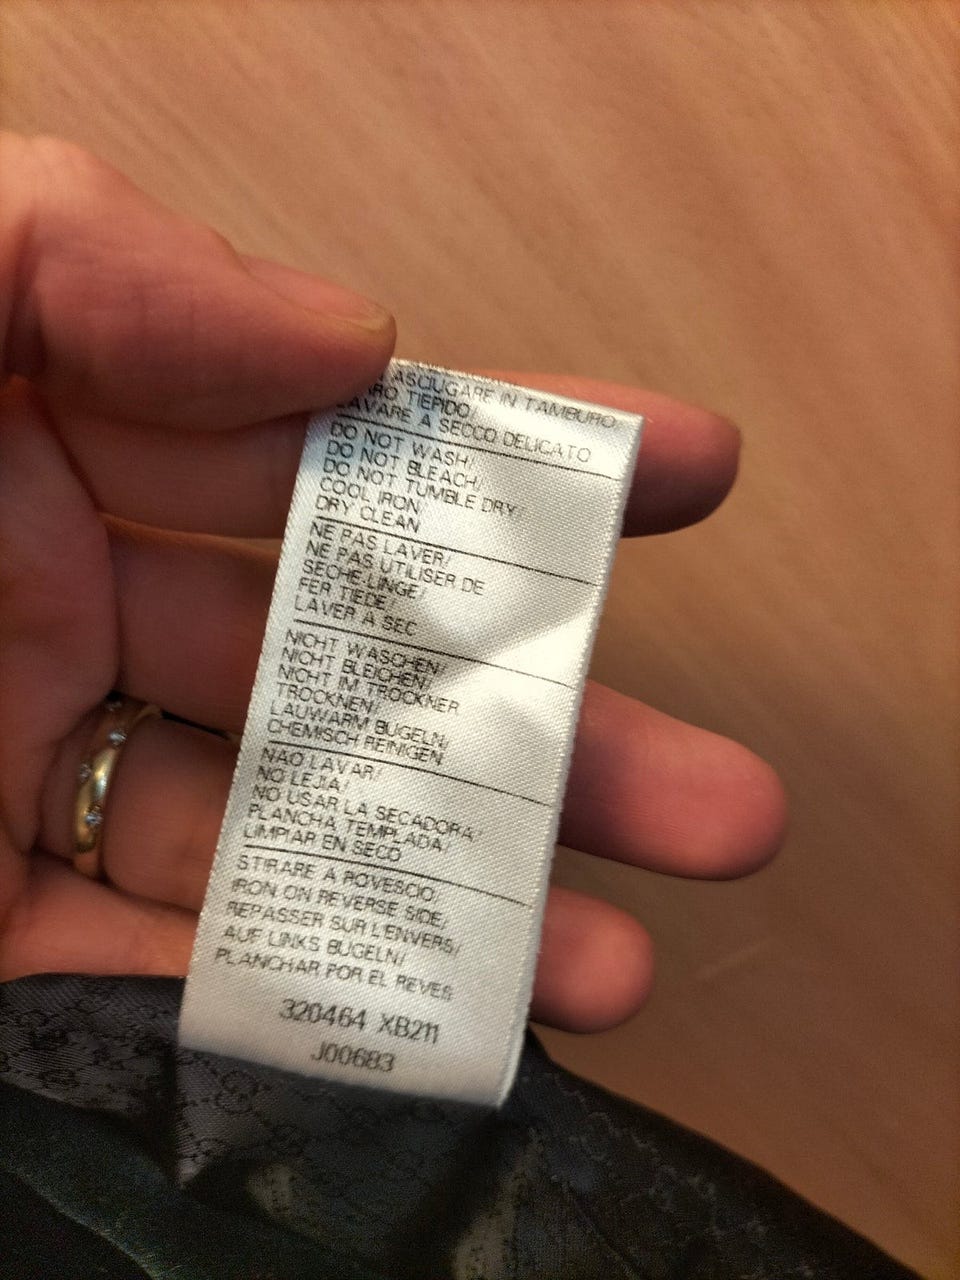 ASCIUGARE IN TAMBURO
TIEPIDO/
LAVARE A SECCO DELICATO
DO NOT WASH/
DO NOT BLEACH/
DO NOT TUMBLE DRY/
COOL IRON/
DRY CLEAN
NE PAS LAVER/
NE PAS UTILISER DE
SECHE-LINGE/
FER TIEDE/
LAVER A SEC
NICHT WASCHEN/
NICHT BLEICHEN/
NICHT IM TROCKNER
TROCKNEN/
LAUWARM BUGELN/
CHEMISCH REINIGEN
NAO LAVAR/
NO LEJIA/
NO USAR LA SECADORA/
PLANCHA TEMPLADA/
LIMPIAR EN SECO
STIRARE A ROVESCIO/
IRON ON REVERSE SIDE/
REPASSER SUR L'ENVERS/
AUF LINKS BUGELN/
PLANCHAR POR EL REVES
320464 XB211
J00683